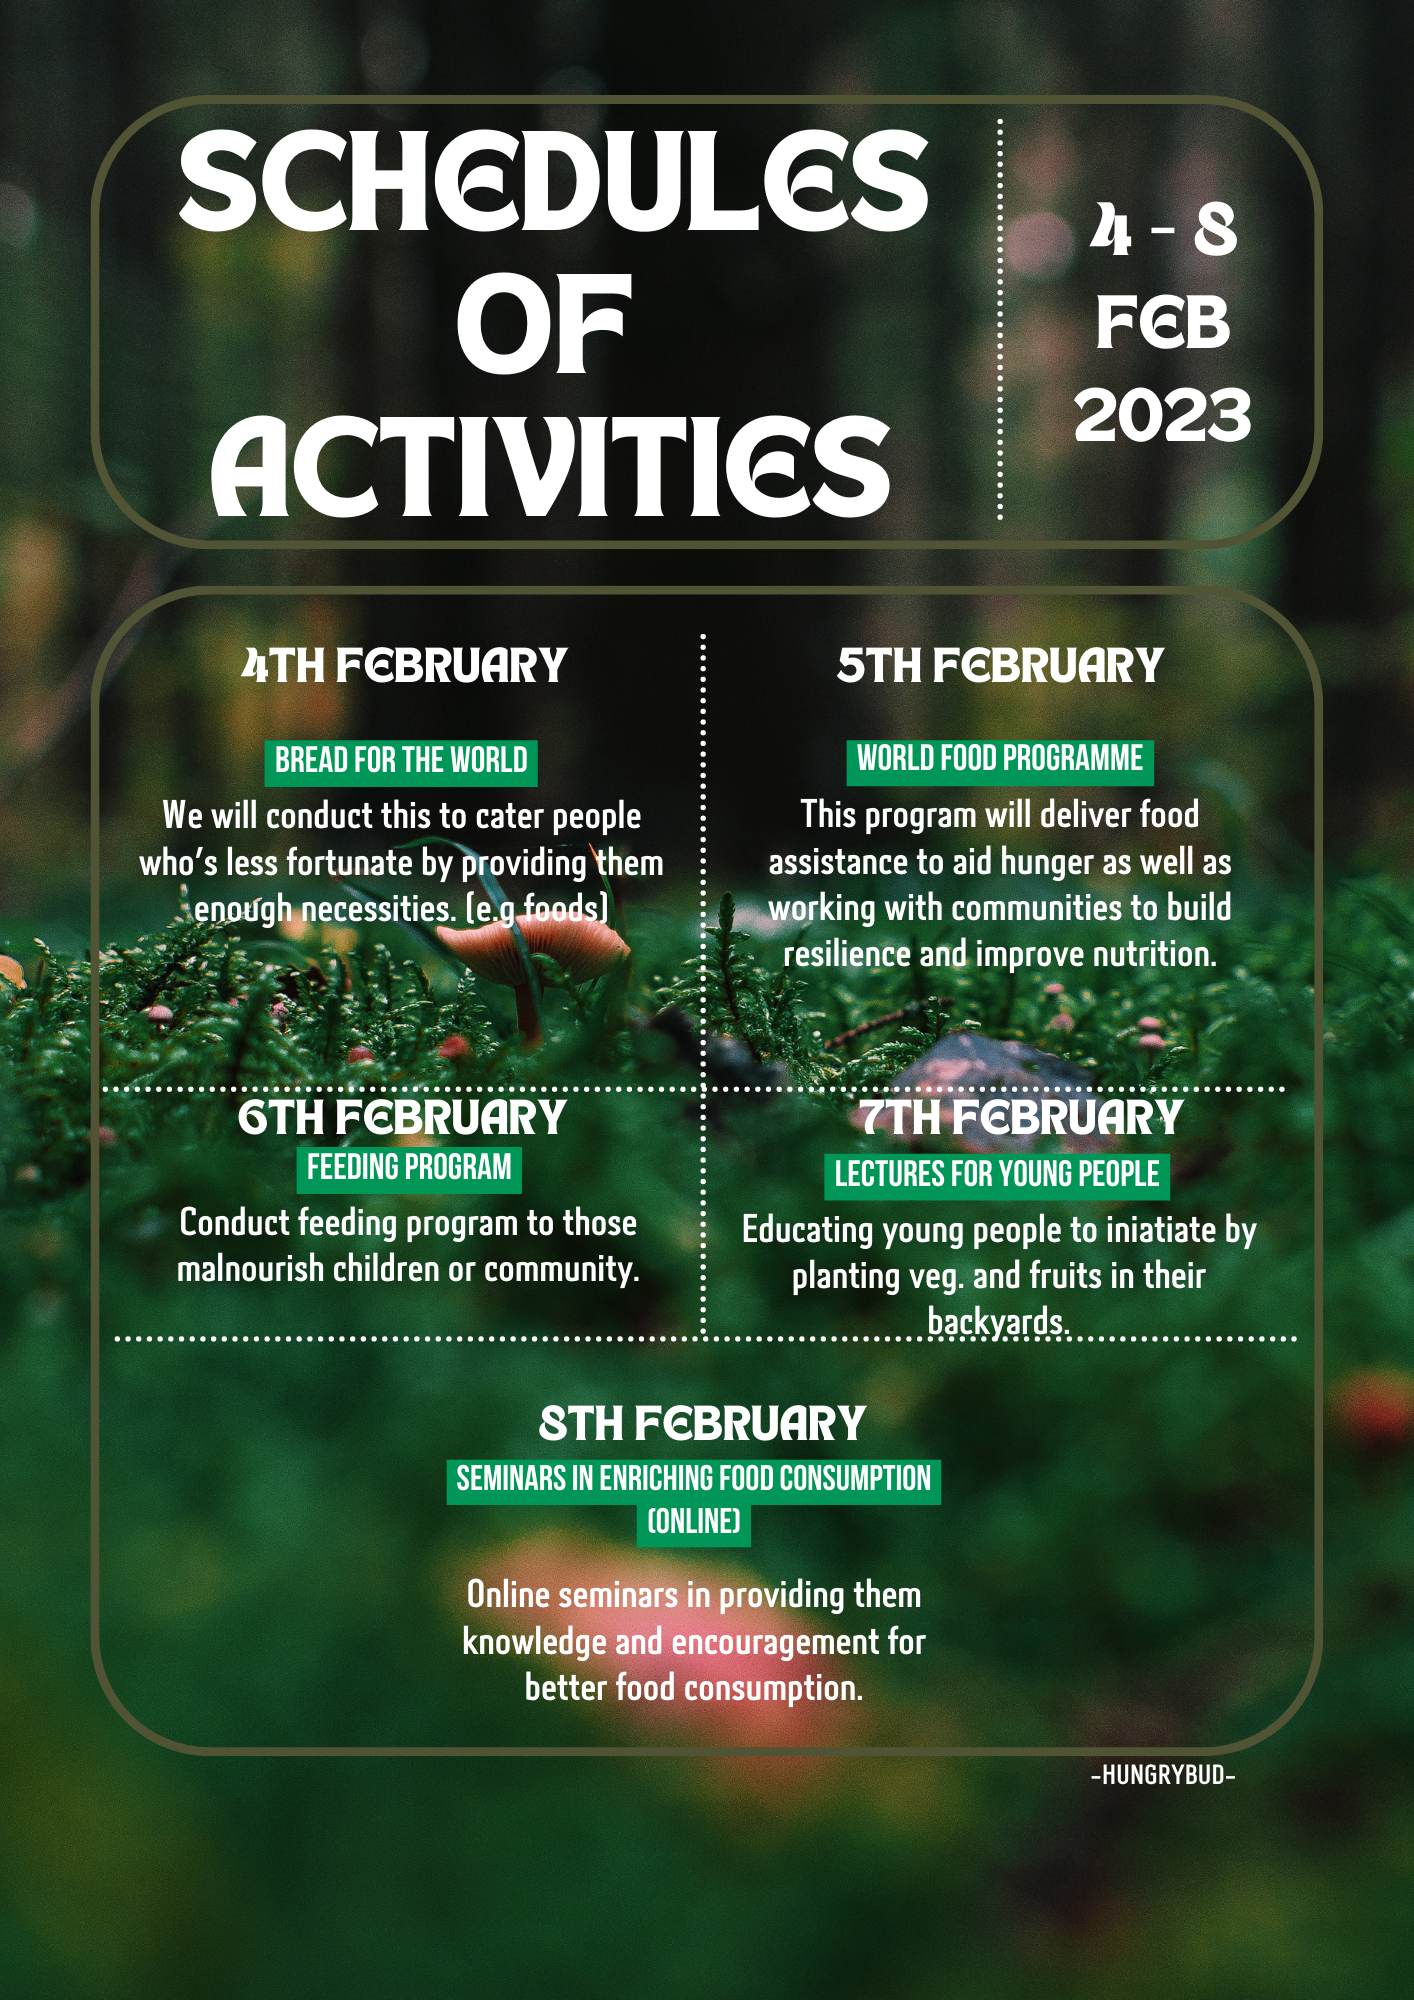 SCHEDULES
OF
ACTIVITIES
4 - 8
FEB
2023
4TH FEBRUARY
BREAD FOR THE WORLD
We will conduct this to cater people
who's less fortunate by providing them
enough necessities. (e.g foods)
5TH FEBRUARY
WORLD FOOD PROGRAMME
This program will deliver food
assistance to aid hunger as well as
working with communities to build
resilience and improve nutrition.
6TH FEBRUARY
FEEDING PROGRAM
Conduct feeding program to those
malnourish children or community.
7TH FEBRUARY
LECTURES FOR YOUNG PEOPLE
Educating young people to iniatiate by
planting veg. and fruits in their
backyards.
8TH FEBRUARY
SEMINARS IN ENRICHING FOOD CONSUMPTION
(ONLINE)
Online seminars in providing them
knowledge and encouragement for
better food consumption.
-HUNGRYBUD-